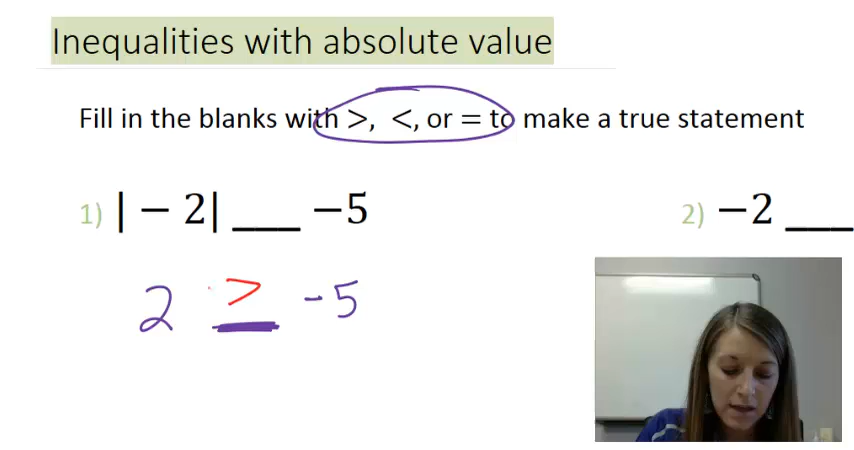 Inequalities with absolute value
Fill in the blanks with >, <, or = to make a true statement
1) |− 2| ___ −5
2) −2 ___
2 > -5